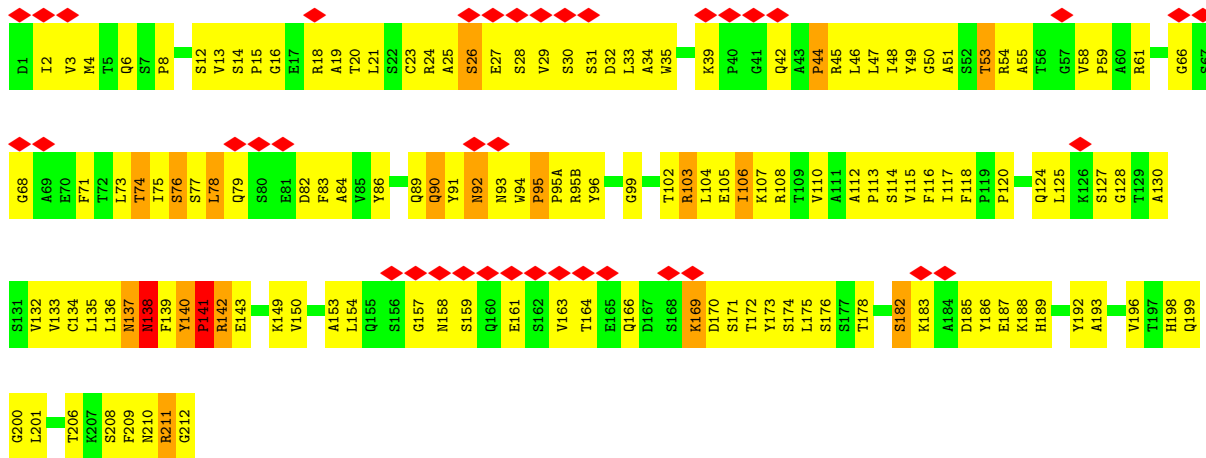 D1 I2 V3 M4 T5 Q6 S7 P8 S12 V13 S14 P15 G16 E17 R18 A19 T20 L21 S22 C23 R24 A25 S26 E27 S28 V29 S30 S31 D32 L33 A34 W35 K39 P40 G41 Q42 A43 P44 R45 L46 L47 I48 Y49 G50 A51 S52 T53 R54 A55 T56 G57 V58 P59 A60 R61 G66 S67
G68 A69 E70 F71 T72 L73 T74 I75 S76 S77 L78 Q79 S80 E81 D82 F83 A84 V85 Y86 Q89 Q90 Y91 N92 N93 W94 P95 P95A R95B Y96 G99 T102 R103 L104 E105 I106 K107 R108 T109 V110 A111 A112 P113 S114 V115 F116 I117 F118 P119 P120 Q124 L125 K126 S127 G128 T129 A130
S131 V132 V133 C134 L135 L136 N137 N138 F139 Y140 P141 R142 E143 K149 V150 A153 L154 Q155 S156 G157 N158 S159 Q160 E161 S162 V163 T164 E165 Q166 D167 S168 K169 D170 S171 T172 Y173 S174 L175 S176 S177 T178 S182 K183 A184 D185 Y186 E187 K188 H189 Y192 A193 V196 T197 H198 Q199
G200 L201 T206 K207 S208 F209 N210 R211 G212